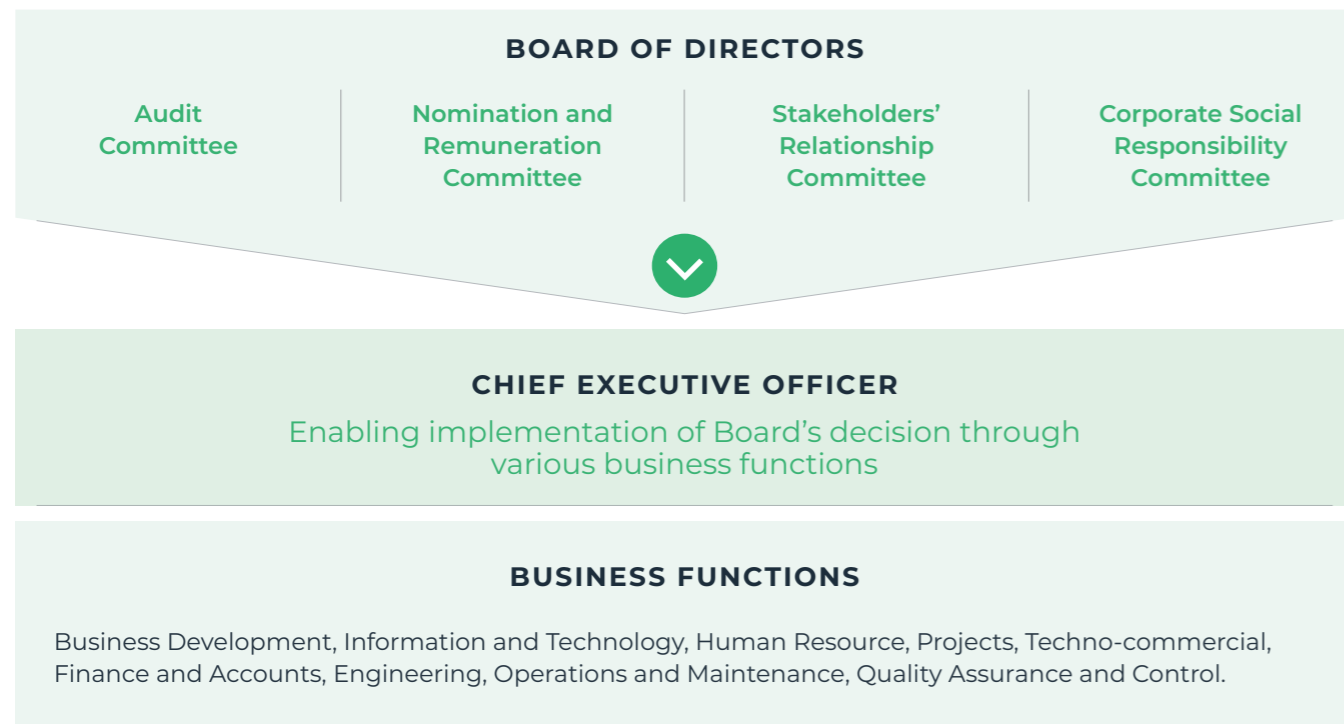 BOARD OF DIRECTORS
Audit
Committee
Nomination and
Remuneration
Committee
Stakeholders’
Relationship
Committee
Corporate Social
Responsibility
Committee
CHIEF EXECUTIVE OFFICER
Enabling implementation of Board’s decision through
various business functions
BUSINESS FUNCTIONS
Business Development, Information and Technology, Human Resource, Projects, Techno-commercial,
Finance and Accounts, Engineering, Operations and Maintenance, Quality Assurance and Control.